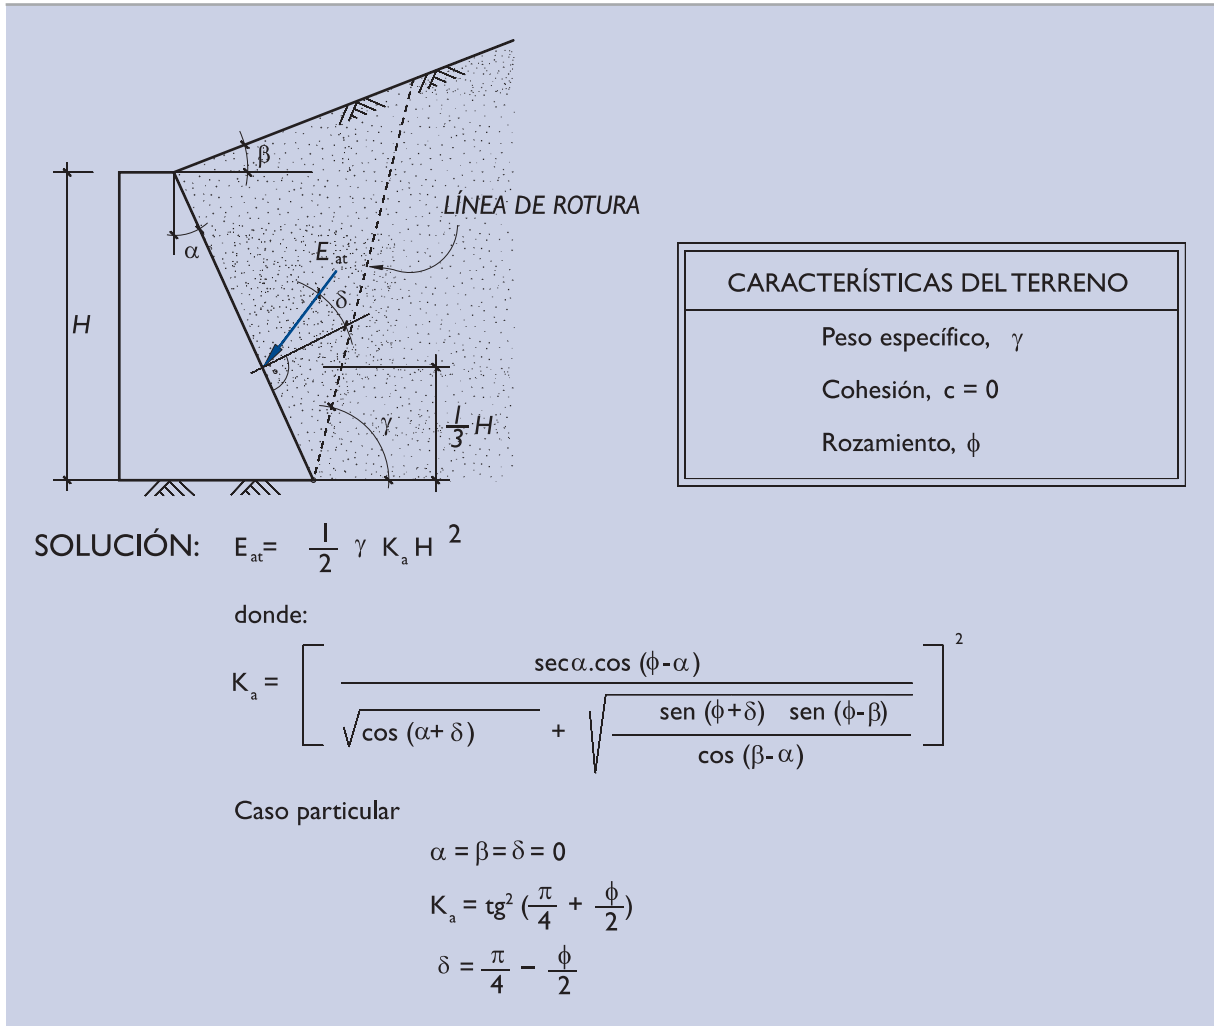 β
LÍNEA DE ROTURA
α
E at
δ
H
γ
1/3 H
CARACTERÍSTICAS DEL TERRENO
Peso específico, γ
Cohesión, c = 0
Rozamiento, ϕ
SOLUCIÓN: E at = 1/2 γ K a H 2
donde:
K a = [ secα.cos (ϕ-α) / √cos (α+ δ) + √ sen (ϕ+δ) sen (ϕ-β) / cos (β-α) ] 2
Caso particular
α = β = δ = 0
K a = tg² (π/4 + ϕ/2)
δ = π/4 − ϕ/2